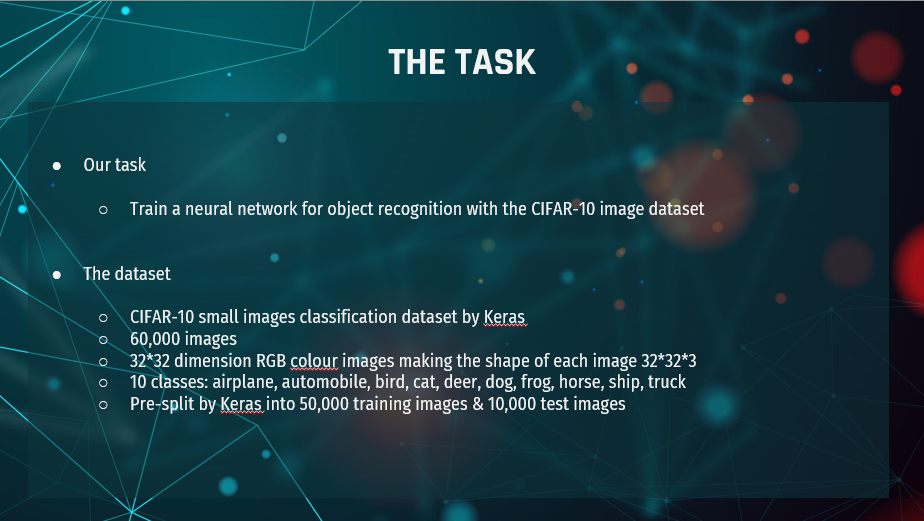 THE TASK
● Our task
○ Train a neural network for object recognition with the CIFAR-10 image dataset
● The dataset
○ CIFAR-10 small images classification dataset by Keras
○ 60,000 images
○ 32*32 dimension RGB colour images making the shape of each image 32*32*3
○ 10 classes: airplane, automobile, bird, cat, deer, dog, frog, horse, ship, truck
○ Pre-split by Keras into 50,000 training images & 10,000 test images